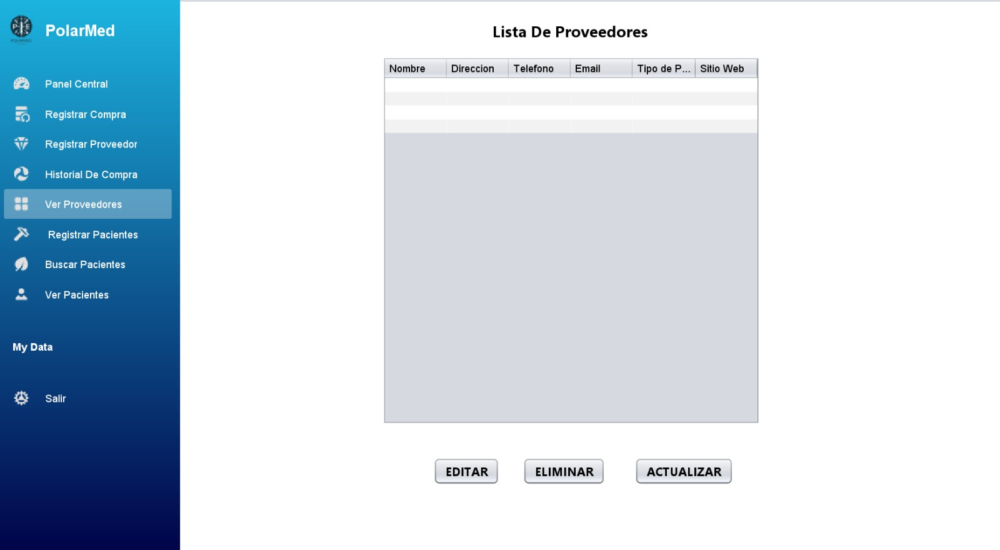 PolarMed
Panel Central
Registrar Compra
Registrar Proveedor
Historial De Compra
Ver Proveedores
Registrar Pacientes
Buscar Pacientes
Ver Pacientes
My Data
Salir
Lista De Proveedores
Nombre Direccion Telefono Email Tipo de P... Sitio Web
EDITAR ELIMINAR ACTUALIZAR